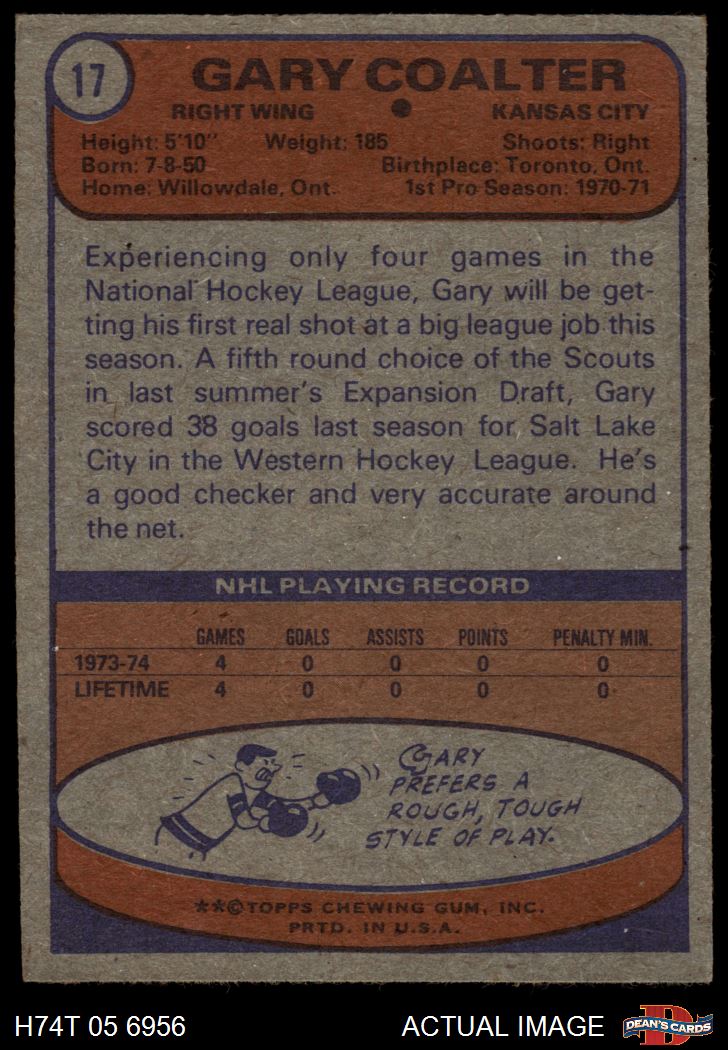 17
GARY COALTER
RIGHT WING KANSAS CITY
Height: 5'10" Weight: 185 Shoots: Right
Born: 7-8-50 Birthplace: Toronto, Ont.
Home: Willowdale, Ont. 1st Pro Season: 1970-71
Experiencing only four games in the
National Hockey League, Gary will be get-
ting his first real shot at a big league job this
season. A fifth round choice of the Scouts
in last summer's Expansion Draft, Gary
scored 38 goals last season for Salt Lake
City in the Western Hockey League. He's
a good checker and very accurate around
the net.
NHL PLAYING RECORD
GAMES GOALS ASSISTS POINTS PENALTY MIN.
1973-74 4 0 0 0 0
LIFETIME 4 0 0 0 0
GARY
PREFERS A
ROUGH, TOUGH
STYLE OF PLAY.
**©TOPPS CHEWING GUM, INC.
PRTD. IN U.S.A.
H74T 05 6956 ACTUAL IMAGE D DEAN'S CARDS